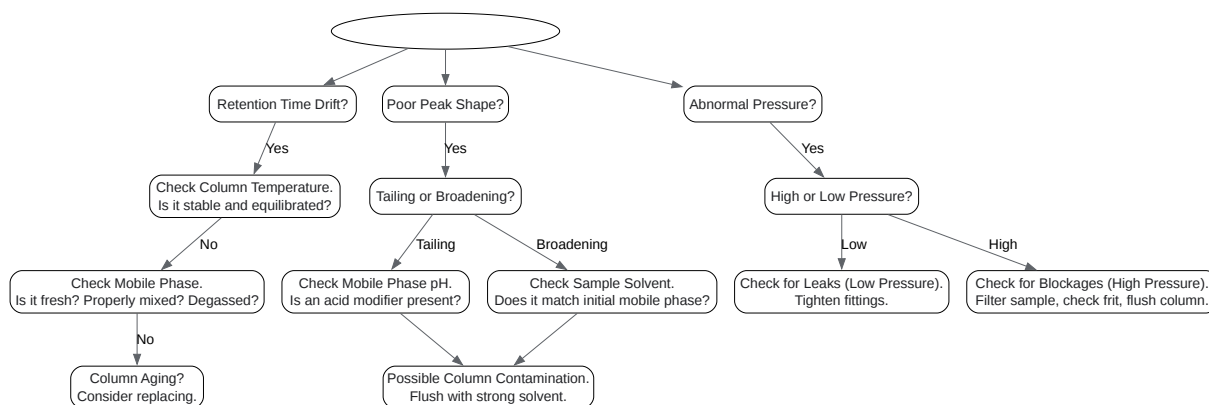 Retention Time Drift?
Poor Peak Shape?
Abnormal Pressure?
Yes
Yes
Yes
Check Column Temperature.
Is it stable and equilibrated?
Tailing or Broadening?
High or Low Pressure?
No
Tailing
Broadening
Low
High
Check Mobile Phase.
Is it fresh? Properly mixed? Degassed?
Check Mobile Phase pH.
Is an acid modifier present?
Check Sample Solvent.
Does it match initial mobile phase?
Check for Leaks (Low Pressure).
Tighten fittings.
Check for Blockages (High Pressure).
Filter sample, check frit, flush column.
No
Column Aging?
Consider replacing.
Possible Column Contamination.
Flush with strong solvent.